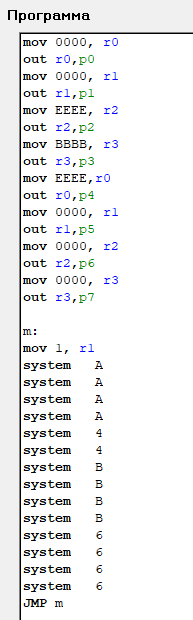 Программа
mov 0000, r0
out r0,p0
mov 0000, r1
out r1,p1
mov EEEE, r2
out r2,p2
mov BBBB, r3
out r3,p3
mov EEEE,r0
out r0,p4
mov 0000, r1
out r1,p5
mov 0000, r2
out r2,p6
mov 0000, r3
out r3,p7
m:
mov 1, r1
system A
system A
system A
system A
system 4
system 4
system B
system B
system B
system B
system 6
system 6
system 6
system 6
JMP m